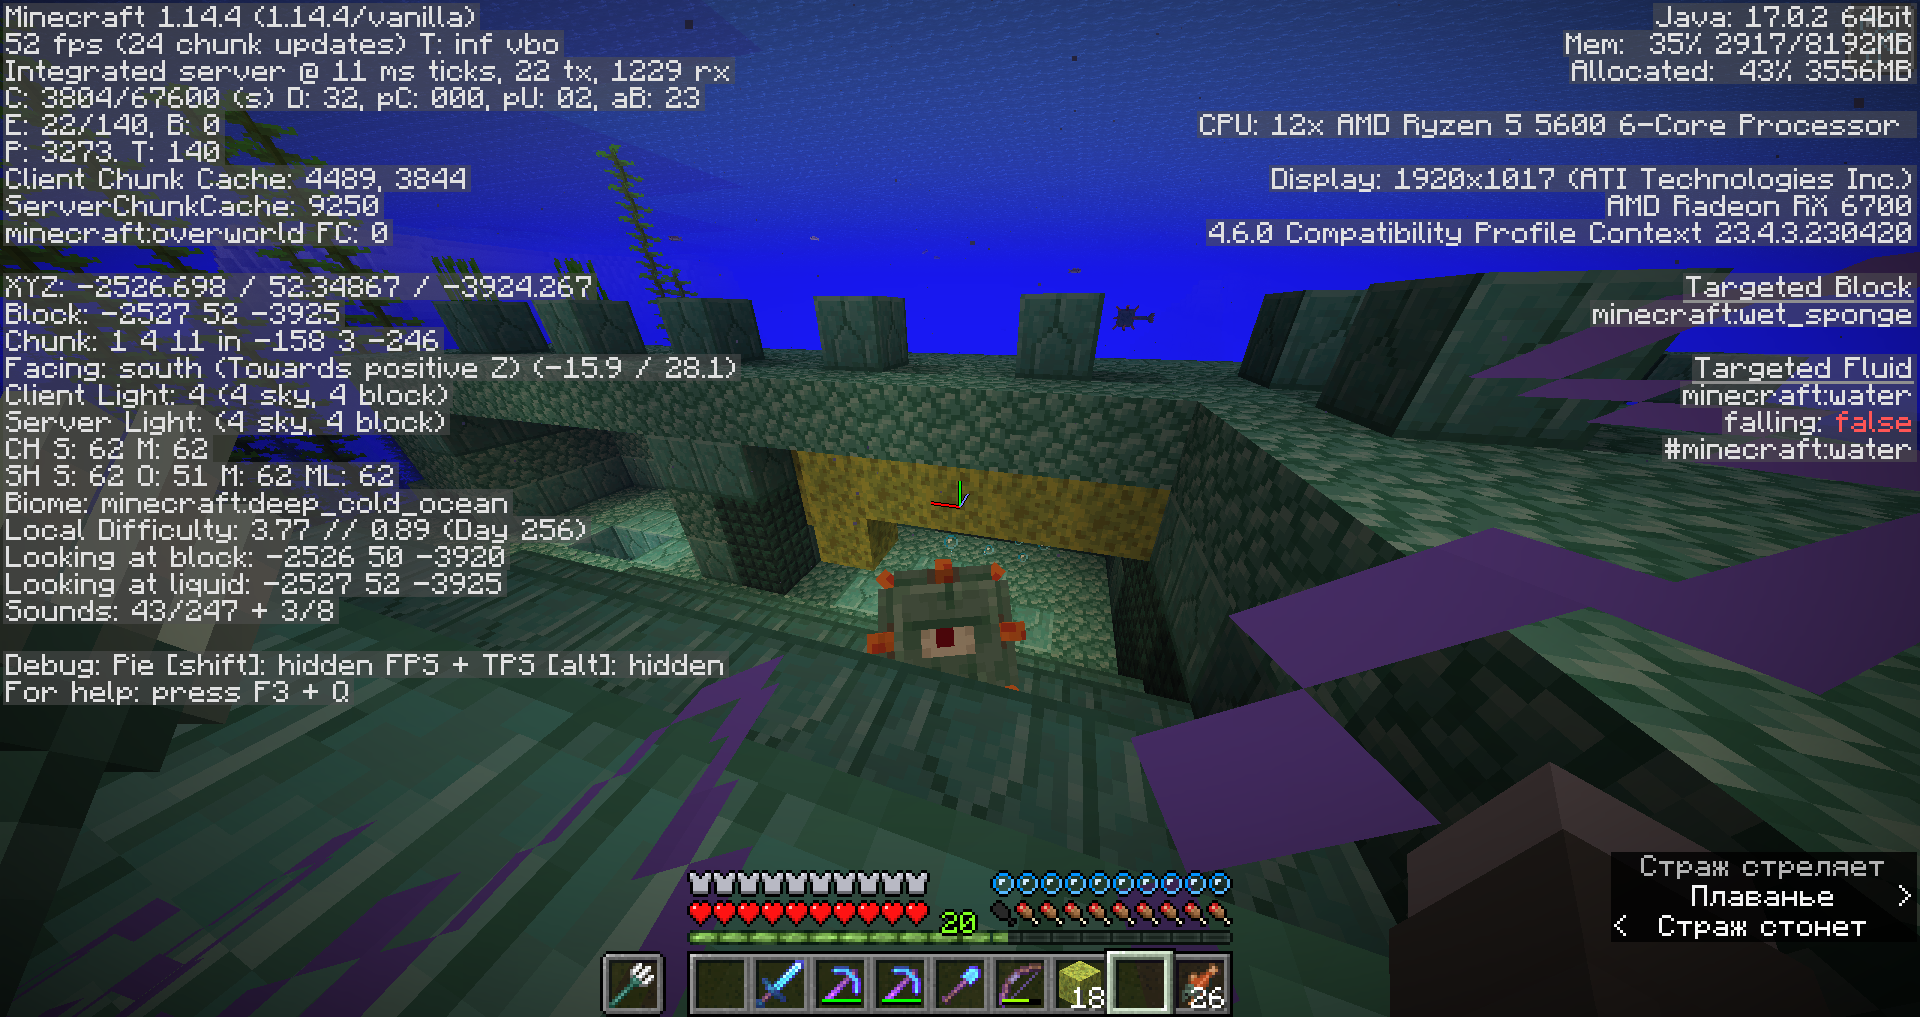 Minecraft 1.14.4 (1.14.4/vanilla)
52 fps (24 chunk updates) T: inf vbo
Integrated server @ 11 ms ticks, 22 tx, 1229 rx
C: 3804/67600 (s) D: 32, pC: 000, pU: 02, aB: 23
E: 22/140, B: 0
P: 3273. T: 140
Client Chunk Cache: 4489, 3844
ServerChunkCache: 9250
minecraft:overworld FC: 0
XYZ: -2526.698 / 52.34867 / -3924.267
Block: -2527 52 -3925
Chunk: 1 4 11 in -158 3 -246
Facing: south (Towards positive Z) (-15.9 / 28.1)
Client Light: 4 (4 sky, 4 block)
Server Light: (4 sky, 4 block)
CH S: 62 M: 62
SH S: 62 O: 51 M: 62 ML: 62
Biome: minecraft:deep_cold_ocean
Local Difficulty: 3.77 // 0.89 (Day 256)
Looking at block: -2526 50 -3920
Looking at liquid: -2527 52 -3925
Sounds: 43/247 + 3/8
Debug: Pie [shift]: hidden FPS + TPS [alt]: hidden
For help: press F3 + Q
Java: 17.0.2 64bit
Mem: 35% 2917/8192MB
Allocated: 43% 3556MB
CPU: 12x AMD Ryzen 5 5600 6-Core Processor
Display: 1920x1017 (ATI Technologies Inc.)
AMD Radeon RX 6700
4.6.0 Compatibility Profile Context 23.4.3.230420
Targeted Block
minecraft:wet_sponge
Targeted Fluid
minecraft:water
falling: false
#minecraft:water
Страж стреляет
Плаванье >
< Страж стонет
20
18
26